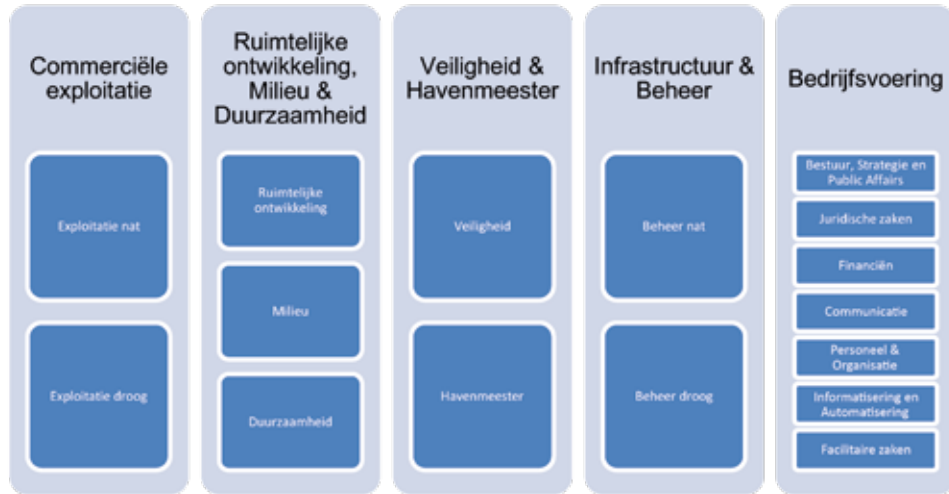 Commerciële
exploitatie
Exploitatie nat
Exploitatie droog
Ruimtelijke
ontwikkeling,
Milieu &
Duurzaamheid
Ruimtelijke
ontwikkeling
Milieu
Duurzaamheid
Veiligheid &
Havenmeester
Veiligheid
Havenmeester
Infrastructuur &
Beheer
Beheer nat
Beheer droog
Bedrijfsvoering
Bestuur, Strategie en
Public Affairs
Juridische zaken
Financiën
Communicatie
Personeel &
Organisatie
Informatisering en
Automatisering
Facilitaire zaken